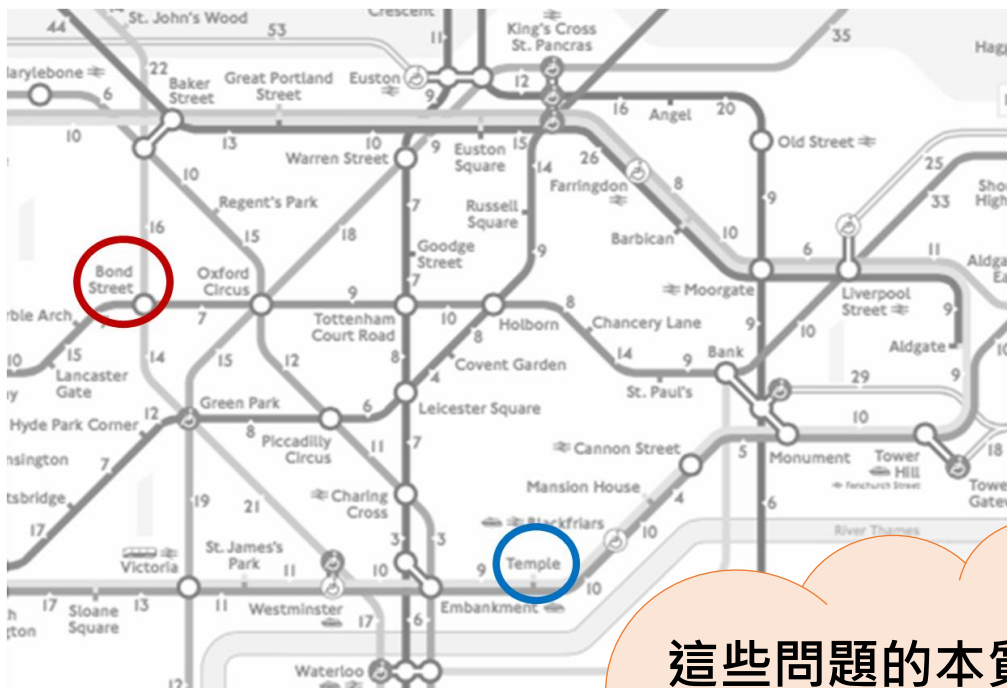 44
St. John's Wood
53
Crescent
11
King's Cross
St. Pancras
35
22
Baker
Street
Great Portland
Street
Euston
9
12
16
Angel
20
6
10
13
10
Warren Street
9
Euston
Square
15
26
Old Street
14
Farringdon
8
25
33
10
Regent's Park
18
7
Russell
Square
9
Barbican
10
6
11
16
15
Goodge
Street
7
Bond
Street
Oxford
Circus
9
Moorgate
Liverpool
Street
9
7
7
Tottenham
Court Road
10
Holborn
8
Chancery Lane
9
10
Aldgate
10
15
Lancaster
Gate
14
15
12
8
8
Covent Garden
4
14
9
St. Paul's
Bank
29
9
10
Hyde Park Corner
12
Green Park
8
Piccadilly
Circus
6
Leicester Square
11
7
Cannon Street
5
Monument
10
Tower
Hill
Fenchurch Street
18
7
17
19
21
Charing
Cross
3
3
Mansion House
4
10
Blackfriars
6
River Thames
Victoria
St. James's
Park
11
10
9
Temple
10
17
Sloane
Square
13
11
Westminster
17
Embankment
6
Waterloo
12
這些問題的本質